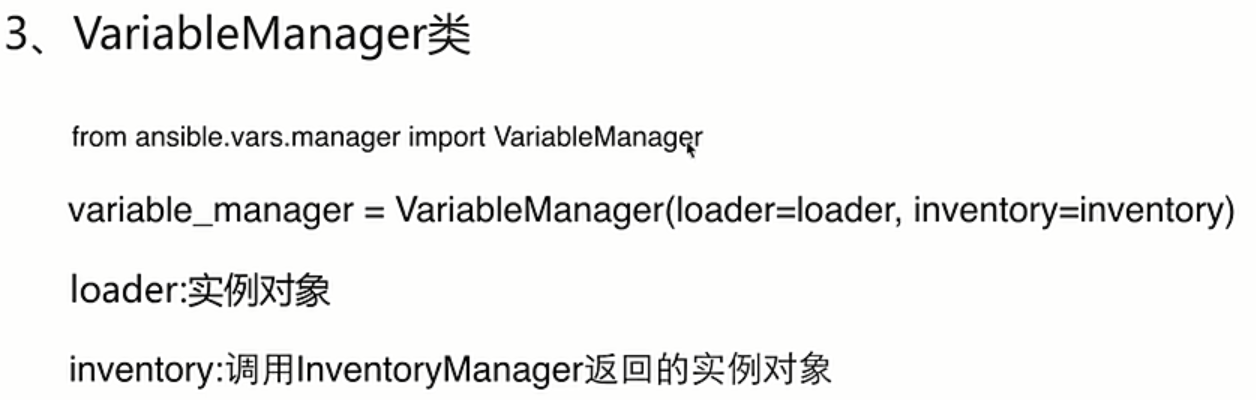 3、VariableManager类
from ansible.vars.manager import VariableManager
variable_manager = VariableManager(loader=loader, inventory=inventory)
loader:实例对象
inventory:调用InventoryManager返回的实例对象